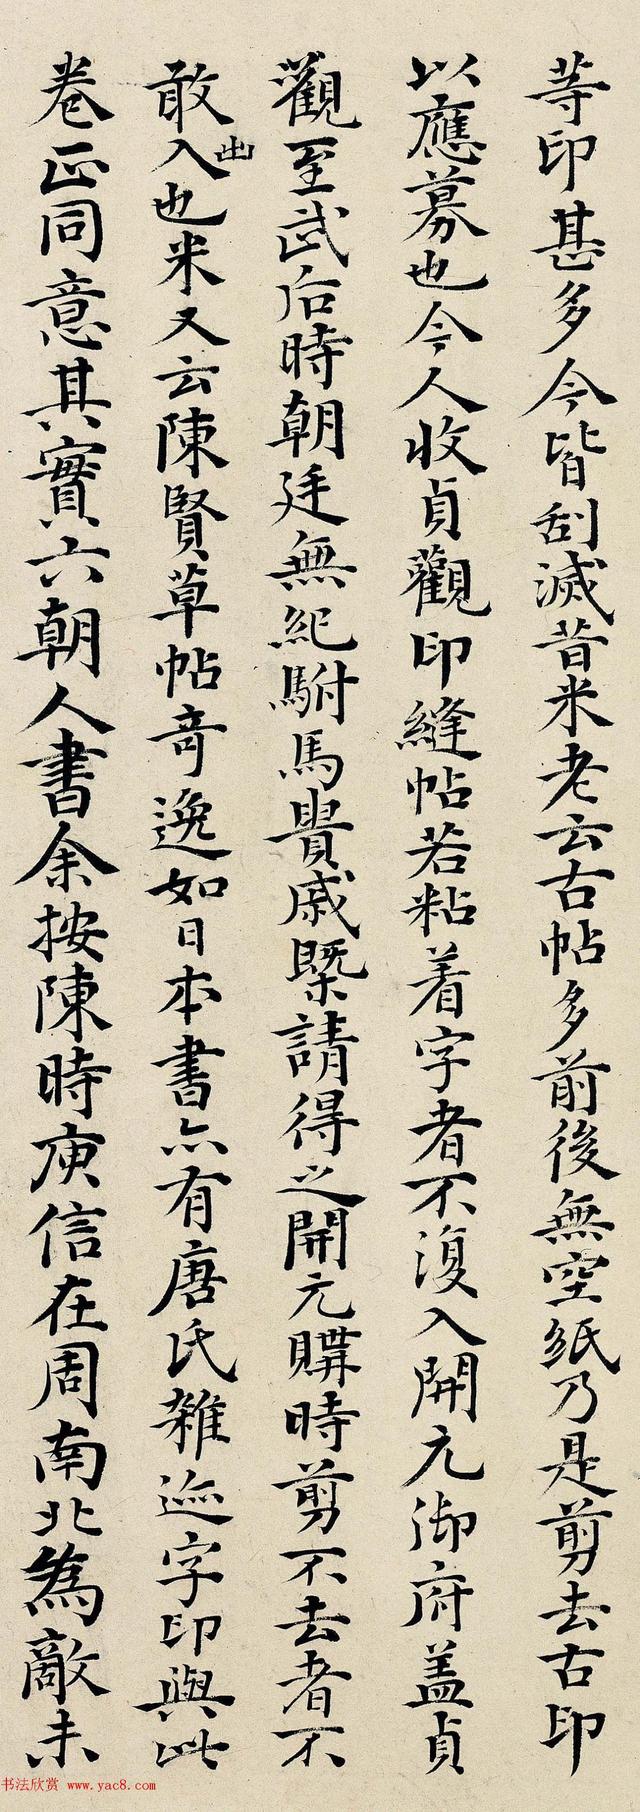 等印甚多今皆刮滅昔米老云古帖多前後無空紙乃是剪去古印
以應募也今人收貞觀印縫帖若粘着字者不復入開元御府蓋貞
觀至武后時朝廷無紀駙馬貴戚槩請得之開元購時剪不去者不
敢出入也米又云陳賢草帖奇逸如日本書亦有唐氏雜迹字印與此
卷正同意其實六朝人書余按陳時庾信在周南北為敵未
书法欣赏 www.yac8.com